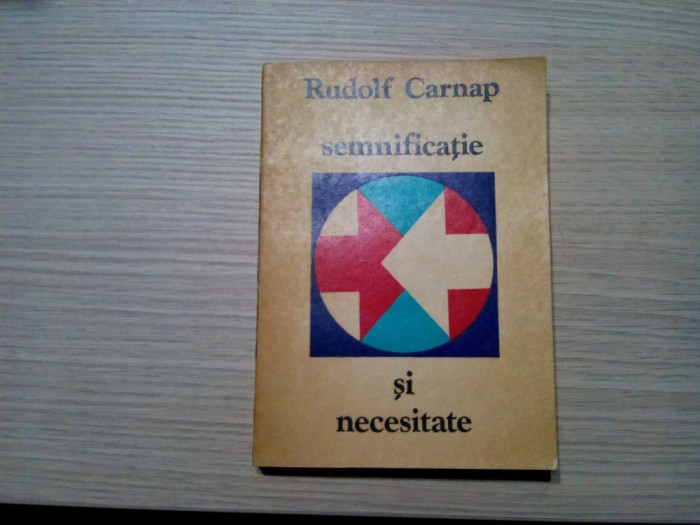 Rudolf Carnap
semnificație
și
necesitate